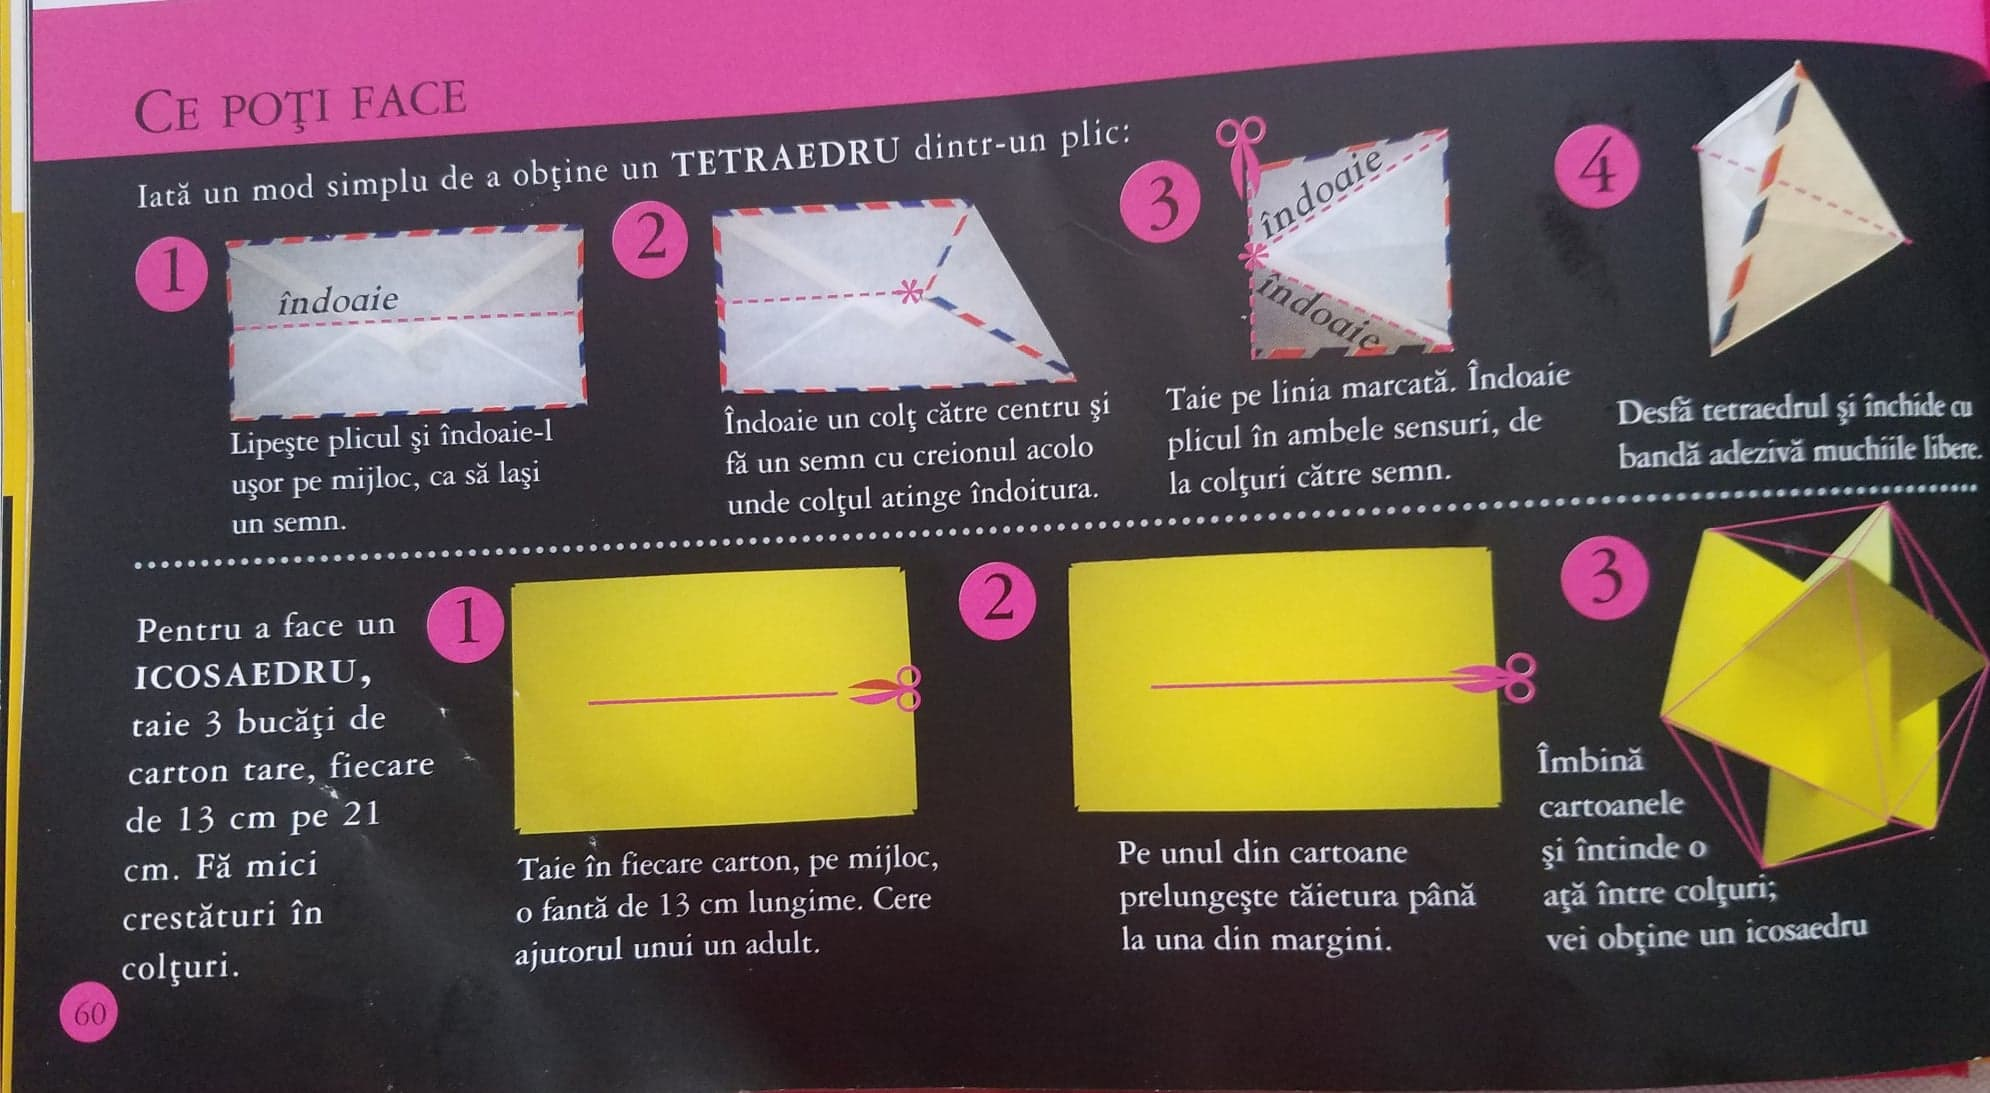 CE POŢI FACE
Iată un mod simplu de a obţine un TETRAEDRU dintr-un plic:
1
îndoaie
Lipeşte plicul şi îndoaie-l
uşor pe mijloc, ca să laşi
un semn.
2
Îndoaie un colţ către centru şi
fă un semn cu creionul acolo
unde colţul atinge îndoitura.
3
îndoaie
îndoaie
Taie pe linia marcată. Îndoaie
plicul în ambele sensuri, de
la colţuri către semn.
4
Desfă tetraedrul şi închide cu
bandă adezivă muchiile libere.
Pentru a face un
ICOSAEDRU,
taie 3 bucăţi de
carton tare, fiecare
de 13 cm pe 21
cm. Fă mici
crestături în
colţuri.
1
Taie în fiecare carton, pe mijloc,
o fantă de 13 cm lungime. Cere
ajutorul unui un adult.
2
Pe unul din cartoane
prelungeşte tăietura până
la una din margini.
3
Îmbină
cartoanele
şi întinde o
aţă între colţuri;
vei obţine un icosaedru
60